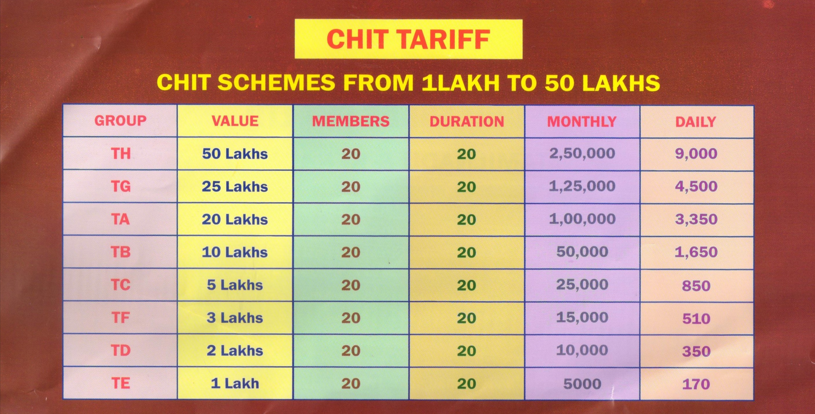 CHIT TARIFF
CHIT SCHEMES FROM 1LAKH TO 50 LAKHS
GROUP VALUE MEMBERS DURATION MONTHLY DAILY
TH 50 Lakhs 20 20 2,50,000 9,000
TG 25 Lakhs 20 20 1,25,000 4,500
TA 20 Lakhs 20 20 1,00,000 3,350
TB 10 Lakhs 20 20 50,000 1,650
TC 5 Lakhs 20 20 25,000 850
TF 3 Lakhs 20 20 15,000 510
TD 2 Lakhs 20 20 10,000 350
TE 1 Lakh 20 20 5000 170